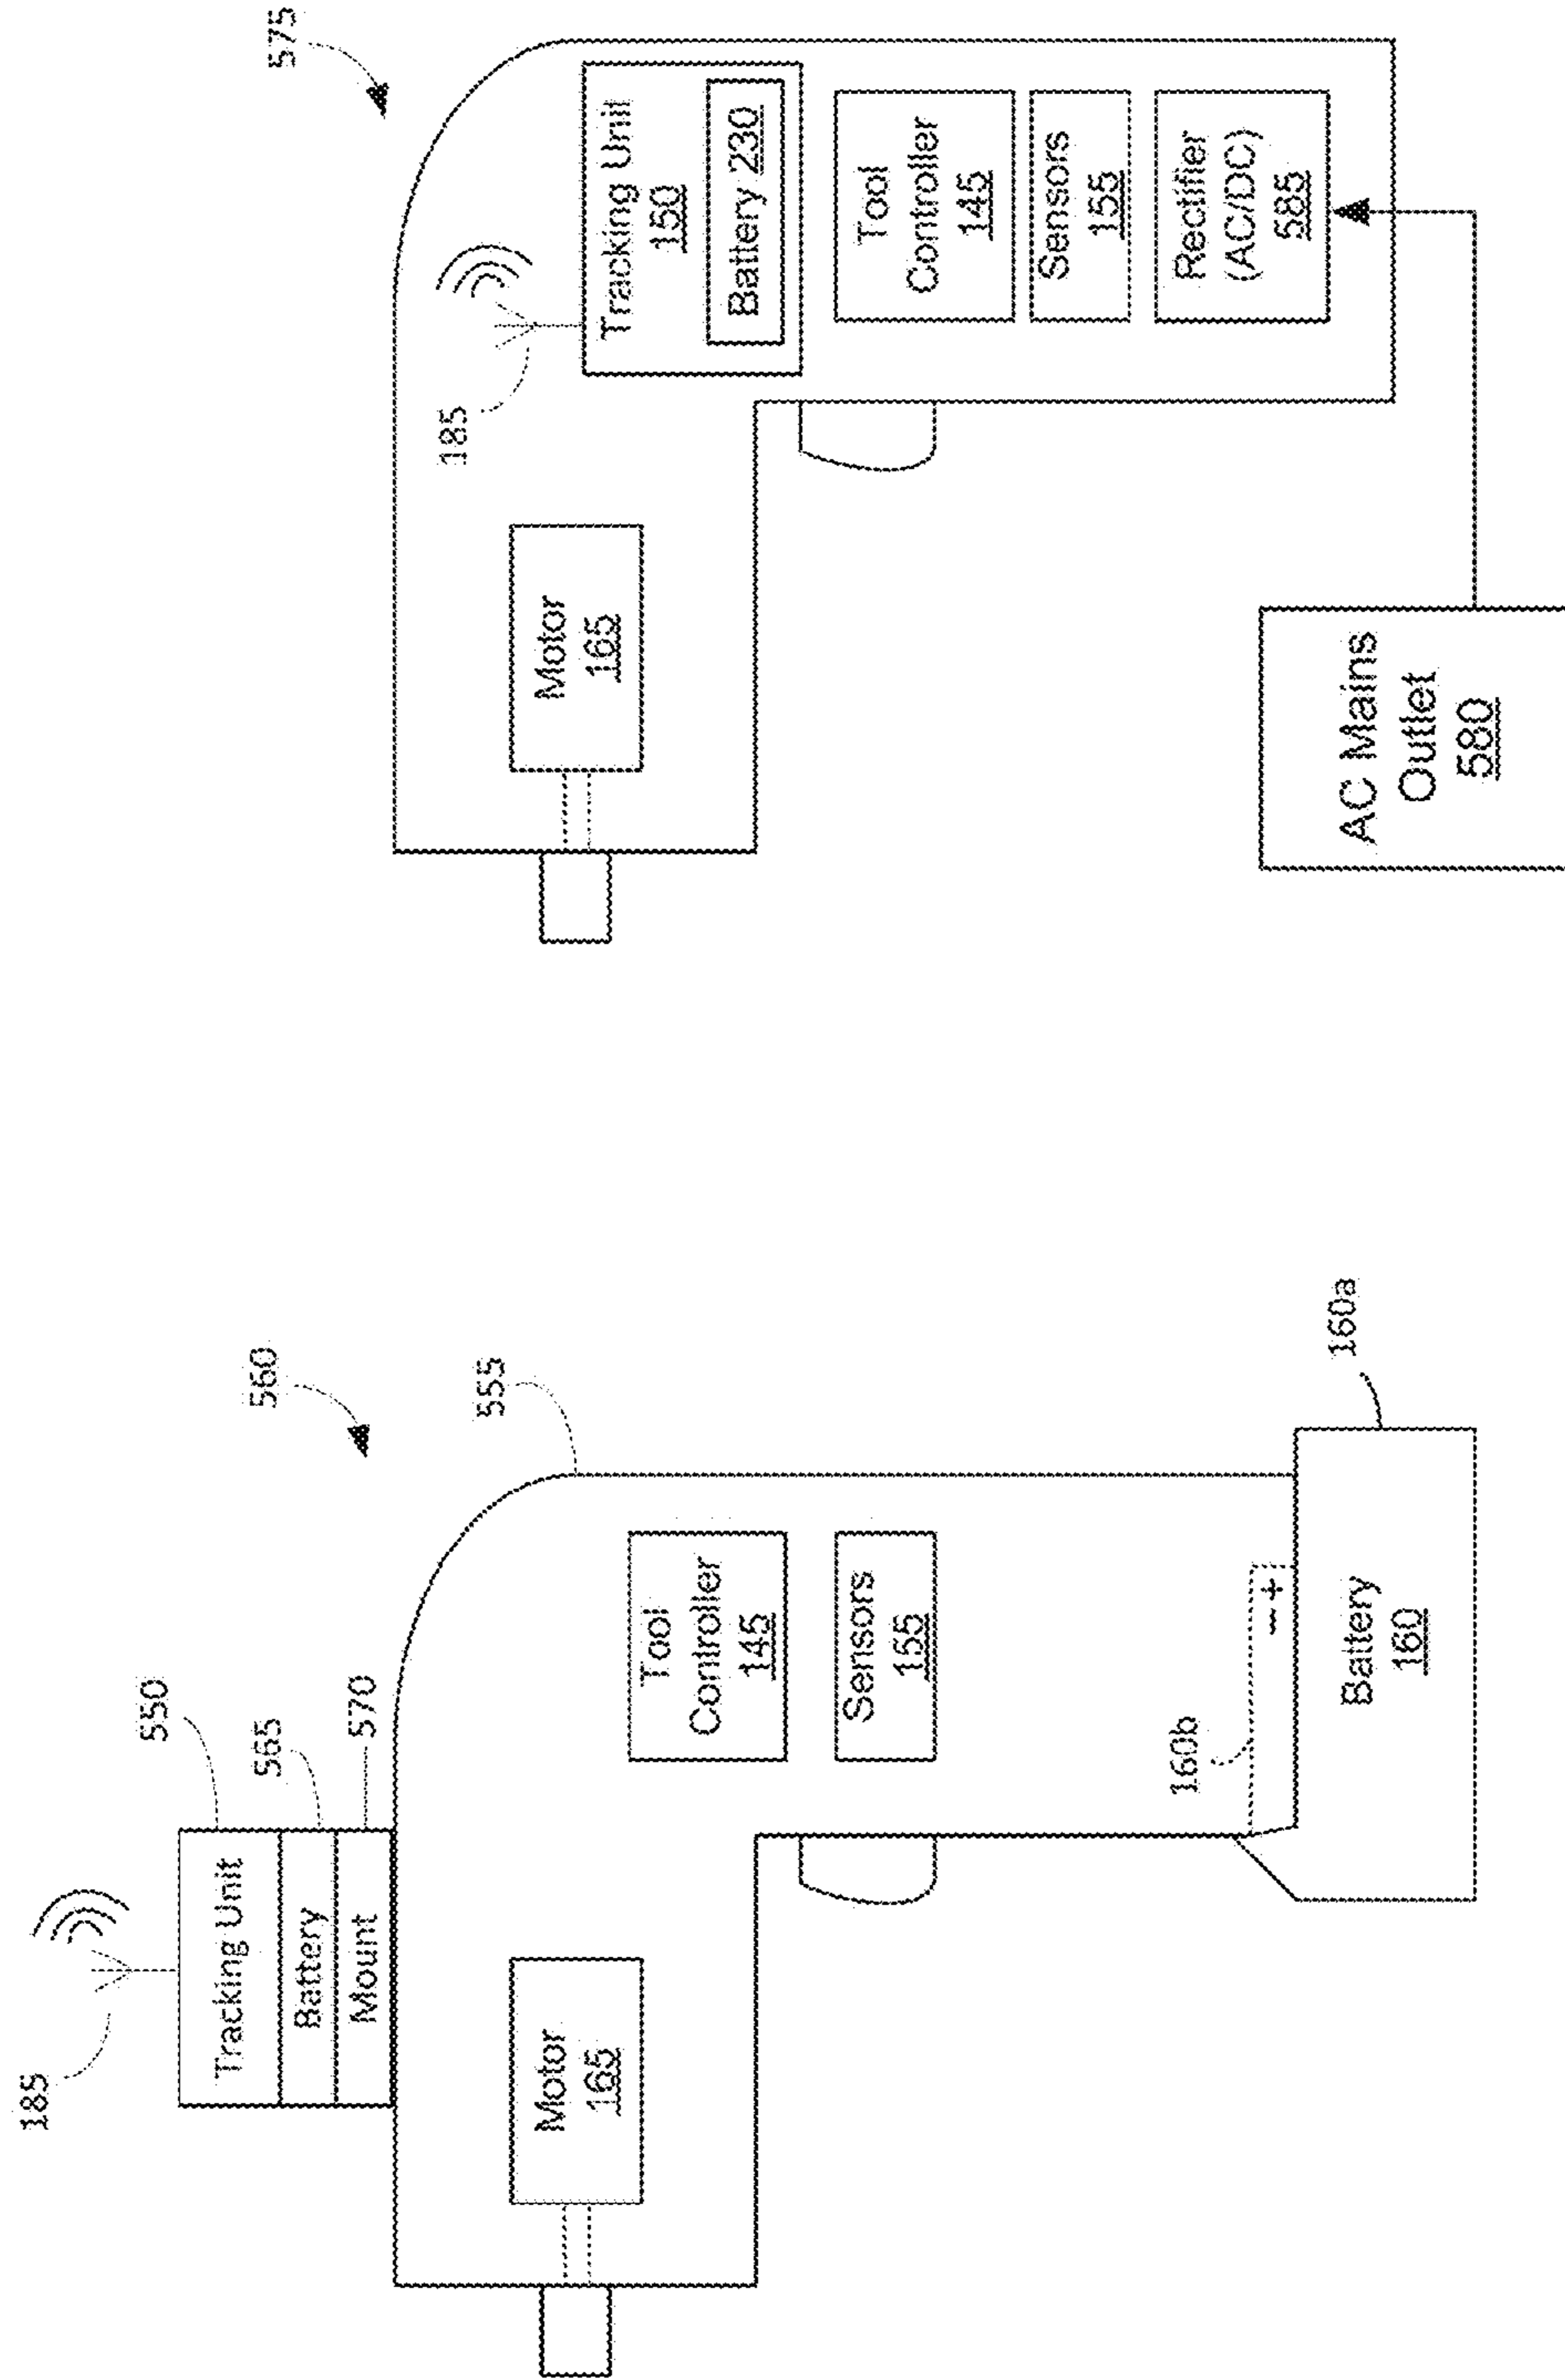 185
550
565
570
560
555
Tracking Unit
Battery
Mount
Motor
165
Tool
Controller
145
Sensors
155
160b
– +
Battery
160
160a
575
185
Tracking Unit
150
Battery 230
Motor
165
Tool
Controller
145
Sensors
155
Rectifier
(AC/DC)
585
AC Mains
Outlet
580